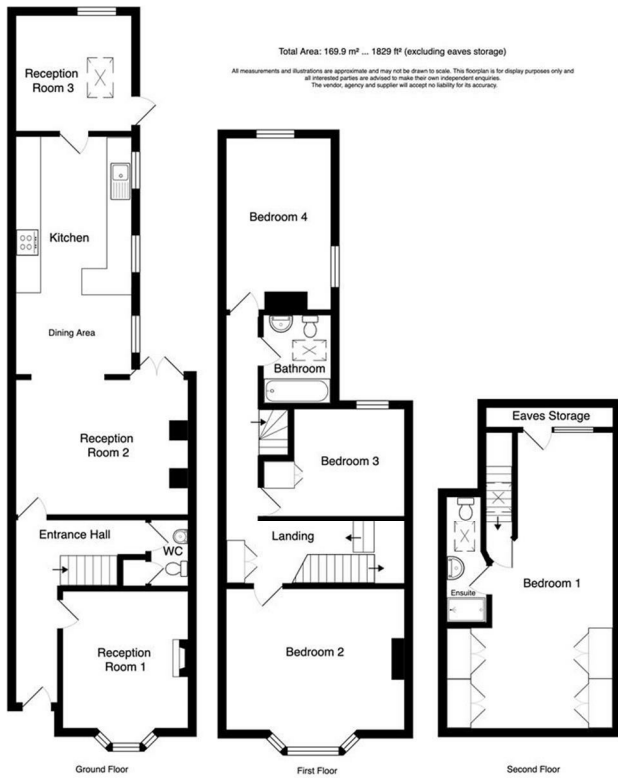 Total Area: 169.9 m² ... 1829 ft² (excluding eaves storage)
All measurements and illustrations are approximate and may not be drawn to scale. This floorplan is for display purposes only and
all interested parties are advised to make their own independent enquiries.
The vendor, agency and supplier will accept no liability for its accuracy.
Reception
Room 3
Kitchen
Dining Area
Reception
Room 2
Entrance Hall
WC
Reception
Room 1
Ground Floor
Bedroom 4
Bathroom
Bedroom 3
Landing
Bedroom 2
First Floor
Eaves Storage
Bedroom 1
Ensuite
Second Floor